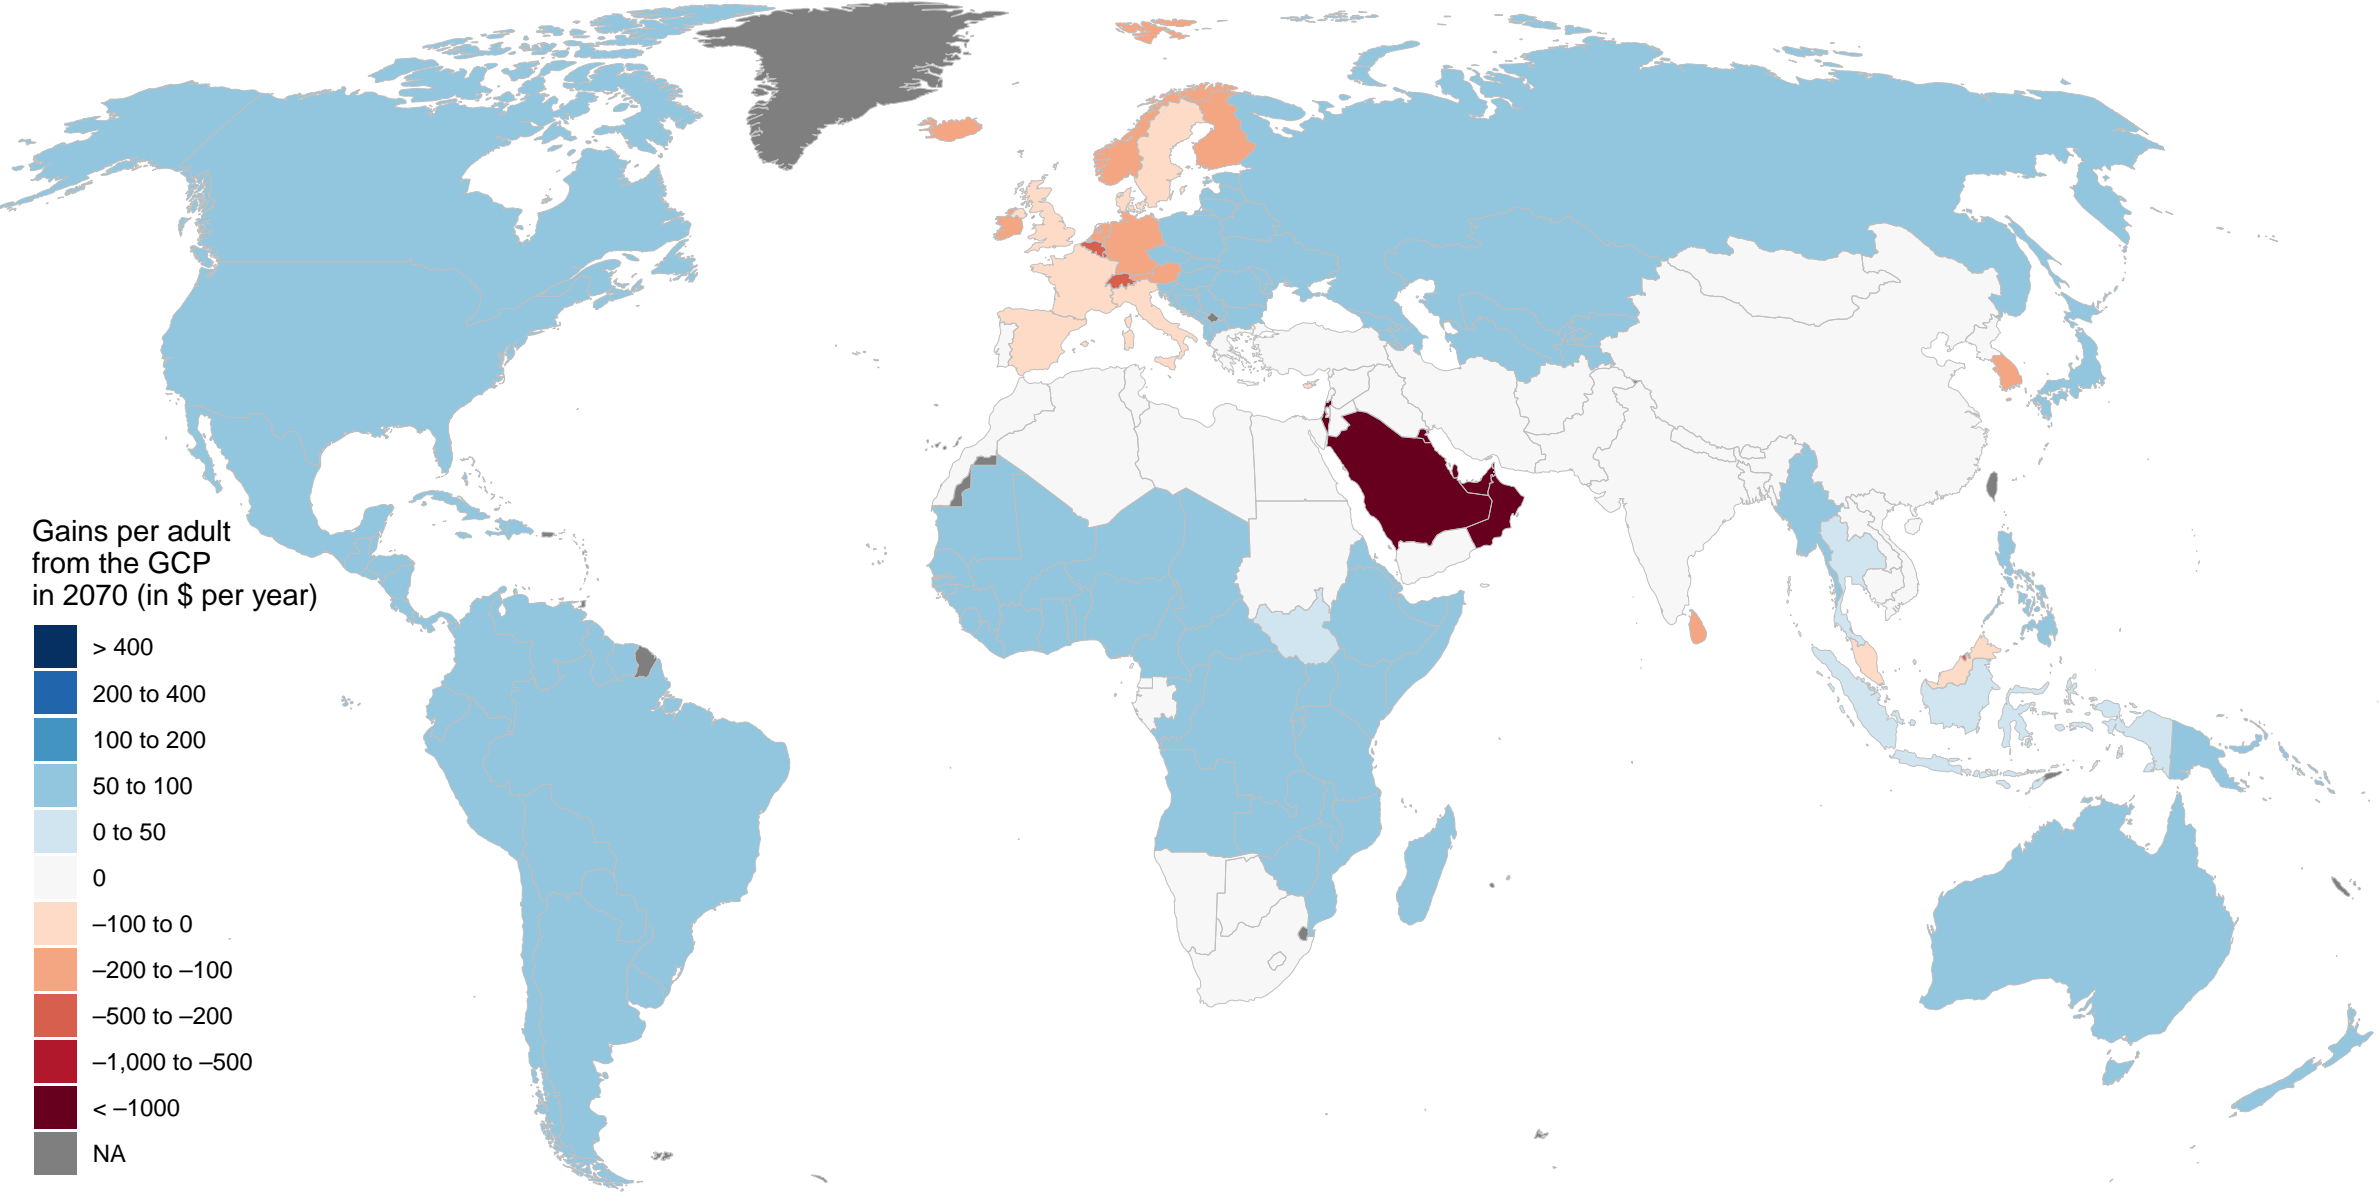 Gains per adult
from the GCP
in 2070 (in $ per year)
> 400
200 to 400
100 to 200
50 to 100
0 to 50
0
–100 to 0
–200 to –100
–500 to –200
–1,000 to –500
< –1000
NA